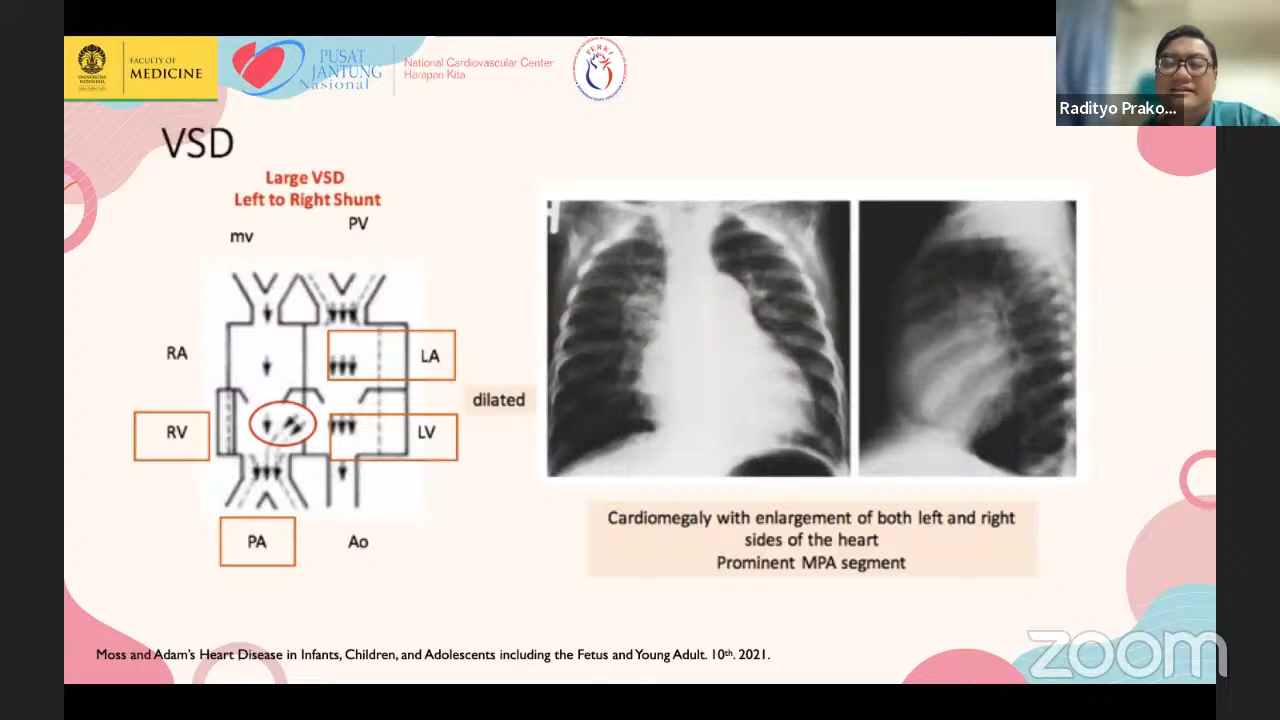 UNIVERSITAS
INDONESIA
FACULTY OF
MEDICINE
PUSAT
JANTUNG
Nasional
National Cardiovascular Center
Harapan Kita
PERKI
Radityo Prako...
VSD
Large VSD
Left to Right Shunt
mv
PV
RA
LA
dilated
RV
LV
PA
Ao
Cardiomegaly with enlargement of both left and right
sides of the heart
Prominent MPA segment
Moss and Adam's Heart Disease in Infants, Children, and Adolescents including the Fetus and Young Adult. 10th. 2021.
zoom